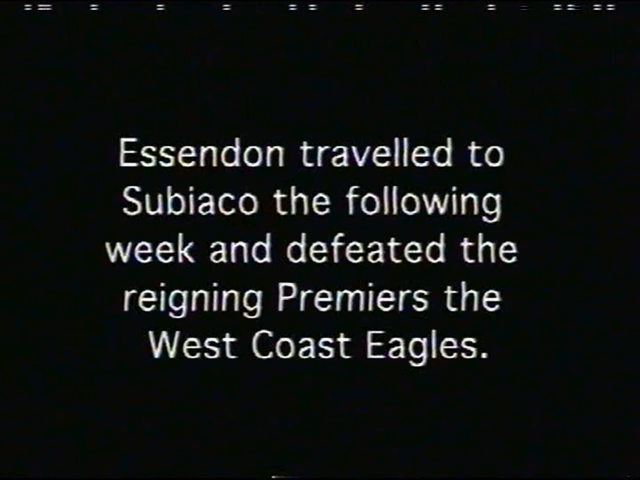 Essendon travelled to
Subiaco the following
week and defeated the
reigning Premiers the
West Coast Eagles.